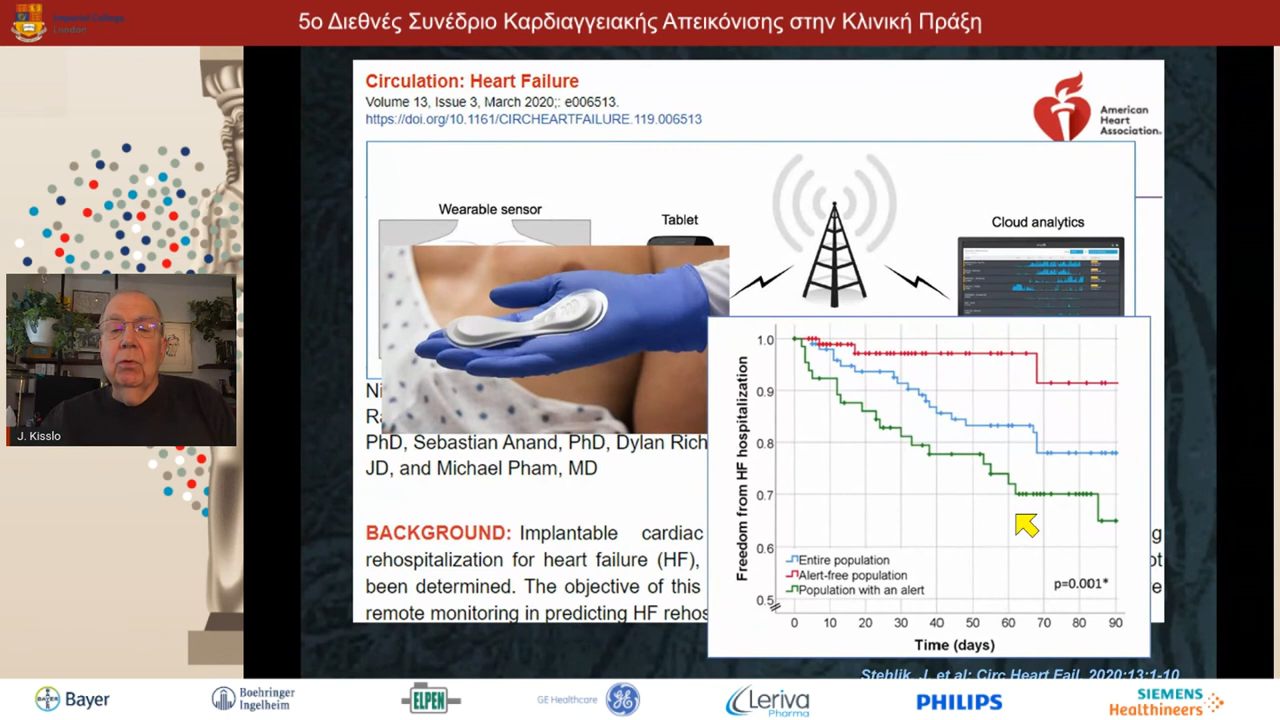 Imperial College
London
5ο Διεθνές Συνέδριο Καρδιαγγειακής Απεικόνισης στην Κλινική Πράξη
Circulation: Heart Failure
Volume 13, Issue 3, March 2020;: e006513.
https://doi.org/10.1161/CIRCHEARTFAILURE.119.006513
American
Heart
Association.
Wearable sensor
Tablet
Cloud analytics
J. Kisslo
Ni
Ra
PhD, Sebastian Anand, PhD, Dylan Rich
JD, and Michael Pham, MD
BACKGROUND: Implantable cardiac
rehospitalization for heart failure (HF),
been determined. The objective of this
remote monitoring in predicting HF rehos
Freedom from HF hospitalization
1.0
0.9
0.8
0.7
0.6
0.5
Entire population
Alert-free population
Population with an alert
p=0.001*
0 10 20 30 40 50 60 70 80 90
Time (days)
Stehlik, J. et al: Circ Heart Fail. 2020:13:1-10
BAYER
Bayer
Boehringer
Ingelheim
ELPEN
GE Healthcare
Leriva
Pharma
PHILIPS
SIEMENS
Healthineers